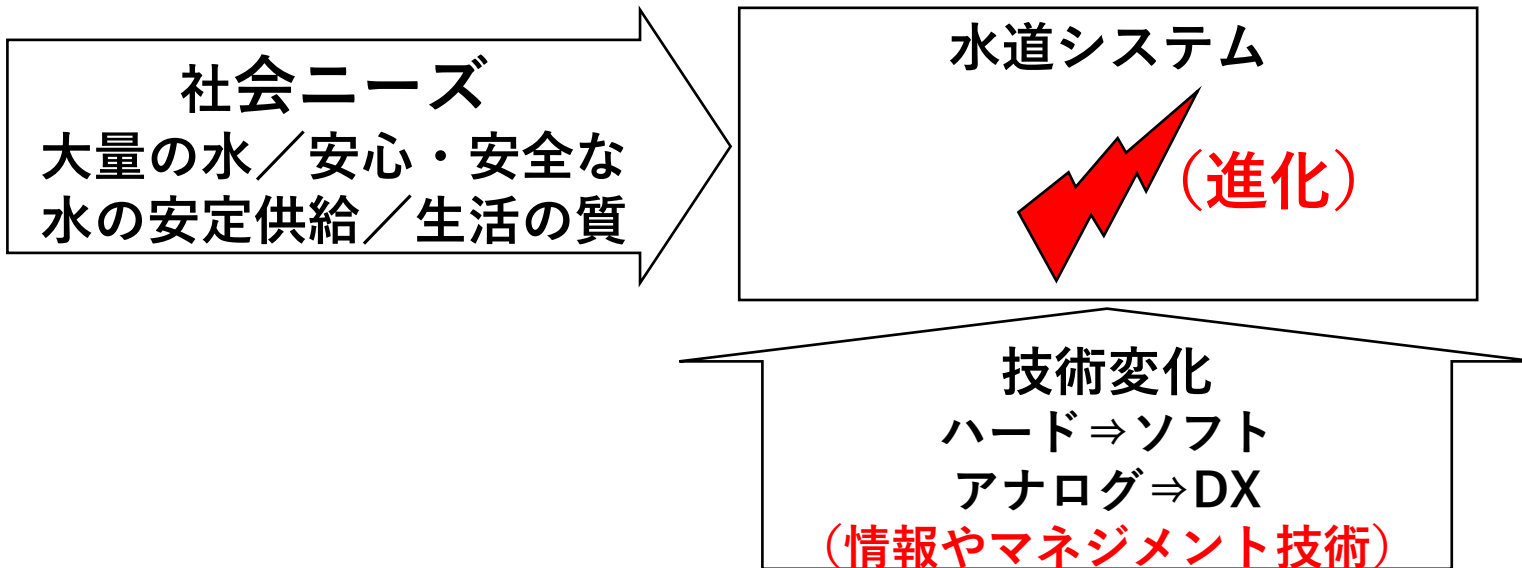 社会ニーズ
大量の水／安心・安全な
水の安定供給／生活の質
水道システム
（進化）
技術変化
ハード⇒ソフト
アナログ⇒DX
（情報やマネジメント技術）